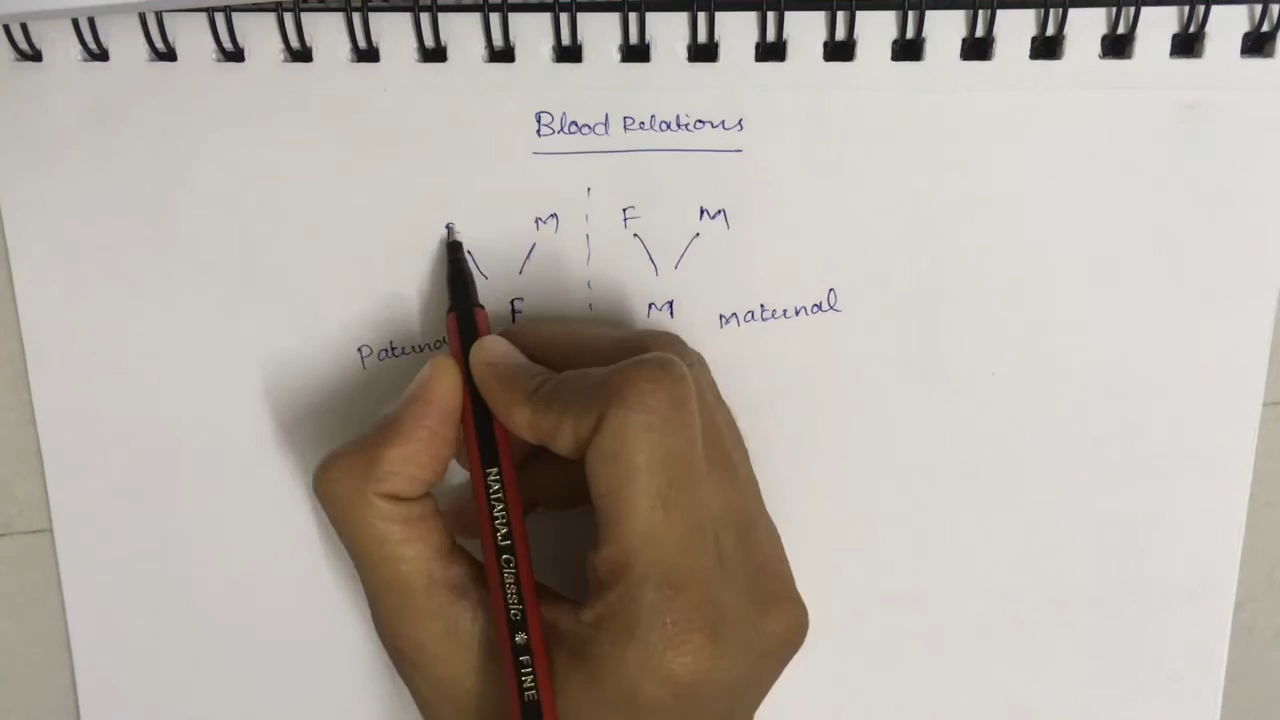 Blood Relations
M F M
F M Maternal
NATARAJ Classic * FINE